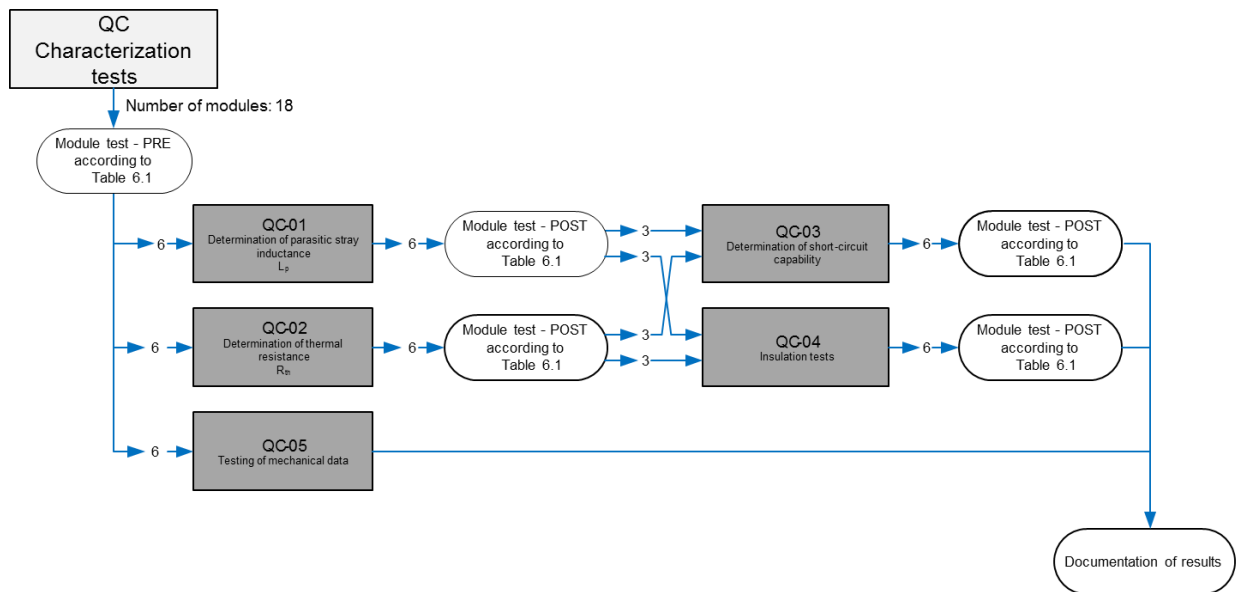 QC
Characterization
tests
Number of modules: 18
Module test - PRE
according to
Table 6.1
6
QC-01
Determination of parasitic stray
inductance
Lp
6
Module test - POST
according to
Table 6.1
3
3
QC-03
Determination of short-circuit
capability
6
Module test - POST
according to
Table 6.1
6
QC-02
Determination of thermal
resistance
Rth
6
Module test - POST
according to
Table 6.1
3
3
QC-04
Insulation tests
6
Module test - POST
according to
Table 6.1
6
QC-05
Testing of mechanical data
Documentation of results